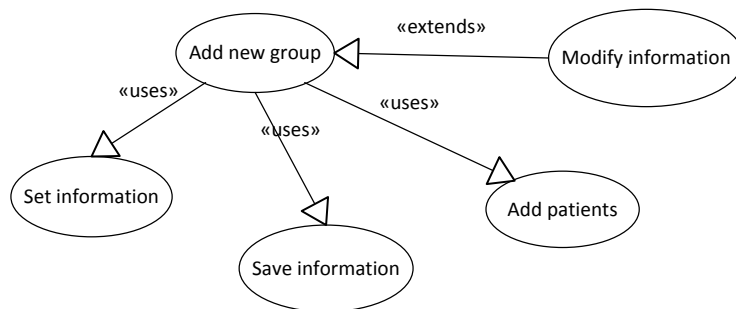 «extends»
Add new group
Modify information
«uses»
«uses»
«uses»
Set information
Add patients
Save information